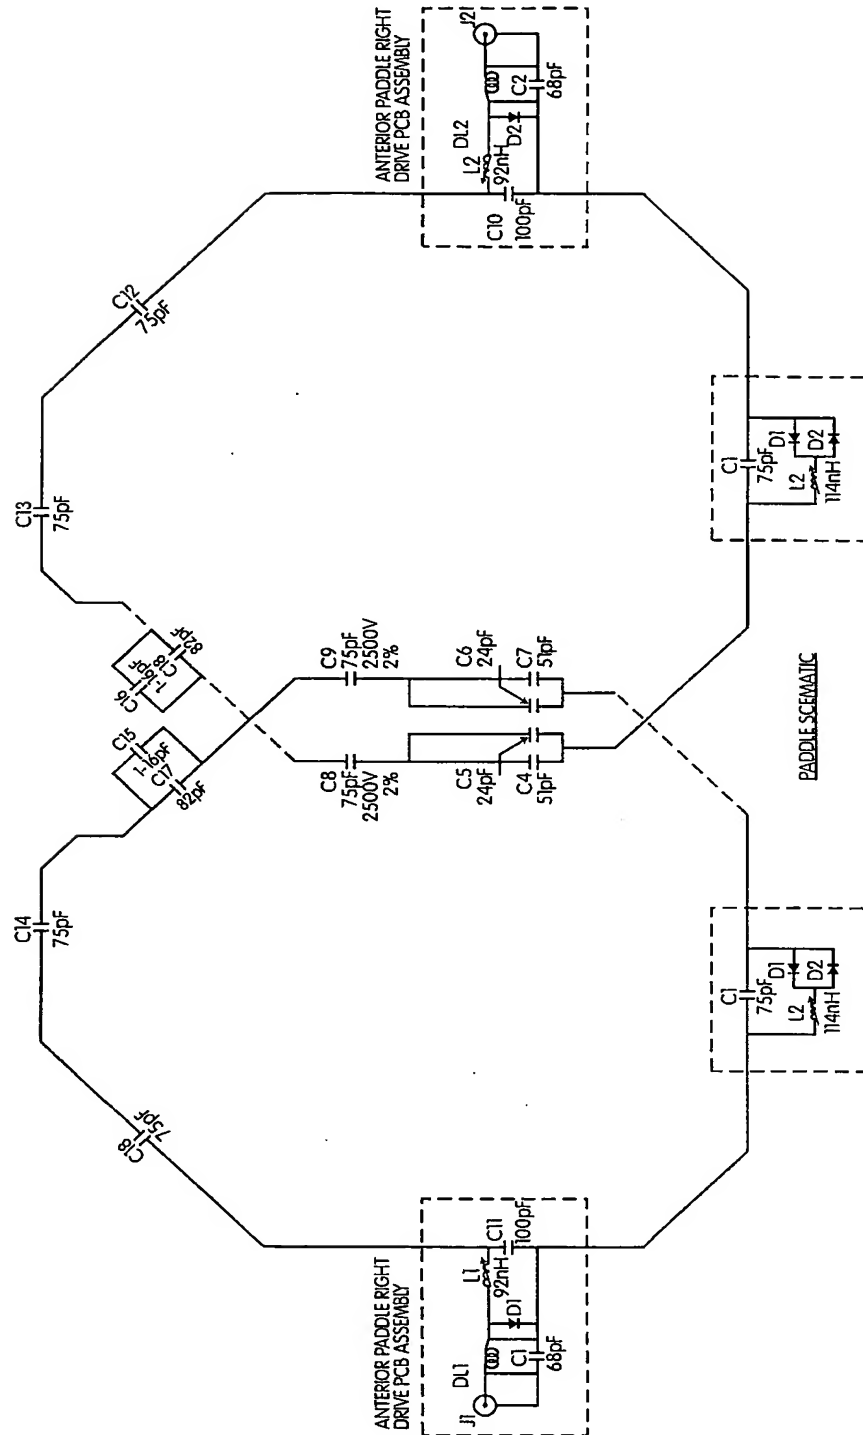 ANTERIOR PADDLE RIGHT
DRIVE PCB ASSEMBLY
J2
C2
68pF
DL2
D2
L2
92nH
C10
100pF
C12
75pF
C13
75pF
C16
1-16pF
C18
82pF
C15
1-16pF
C17
82pF
C9
75pF
2500V
2%
C6
24pF
C7
51pF
C8
75pF
2500V
2%
C5
24pF
C4
51pF
C1
75pF
D1
D2
L2
114nH
PADDLE SCEMATIC
C14
75pF
C18
75pF
C1
75pF
D1
D2
L2
114nH
ANTERIOR PADDLE RIGHT
DRIVE PCB ASSEMBLY
C11
100pF
L1
92nH
D1
DL1
C1
68pF
J1